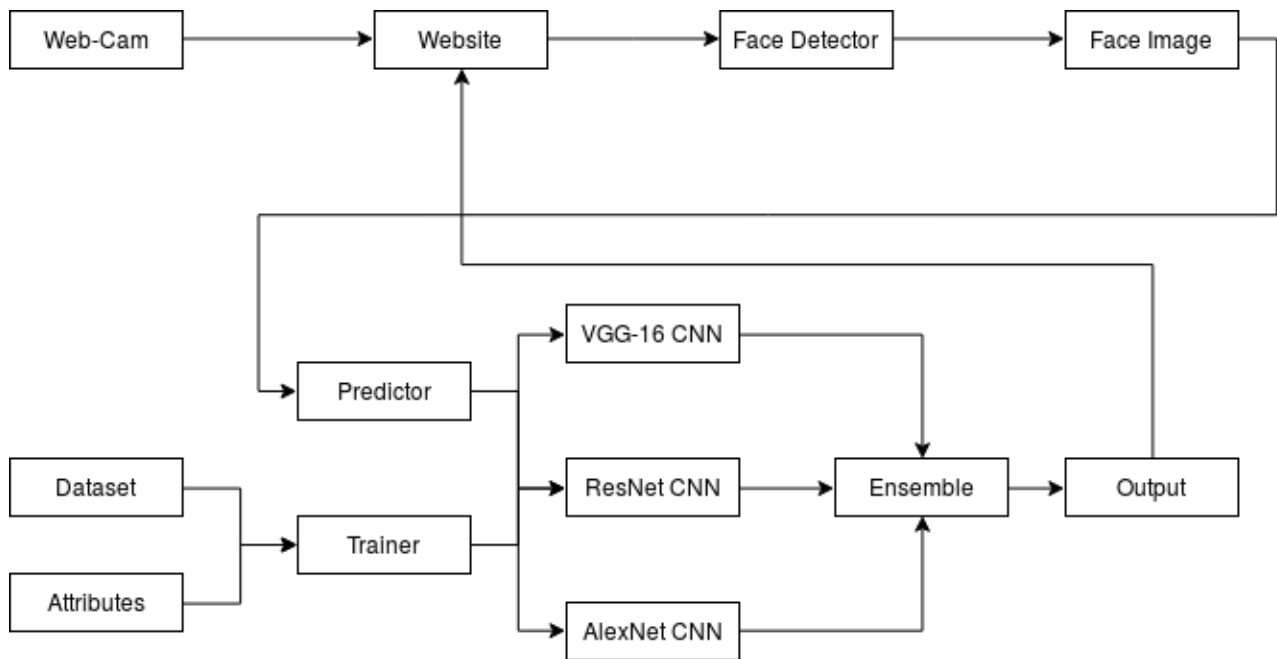 Web-Cam
Website
Face Detector
Face Image
VGG-16 CNN
Predictor
Dataset
ResNet CNN
Ensemble
Output
Trainer
Attributes
AlexNet CNN